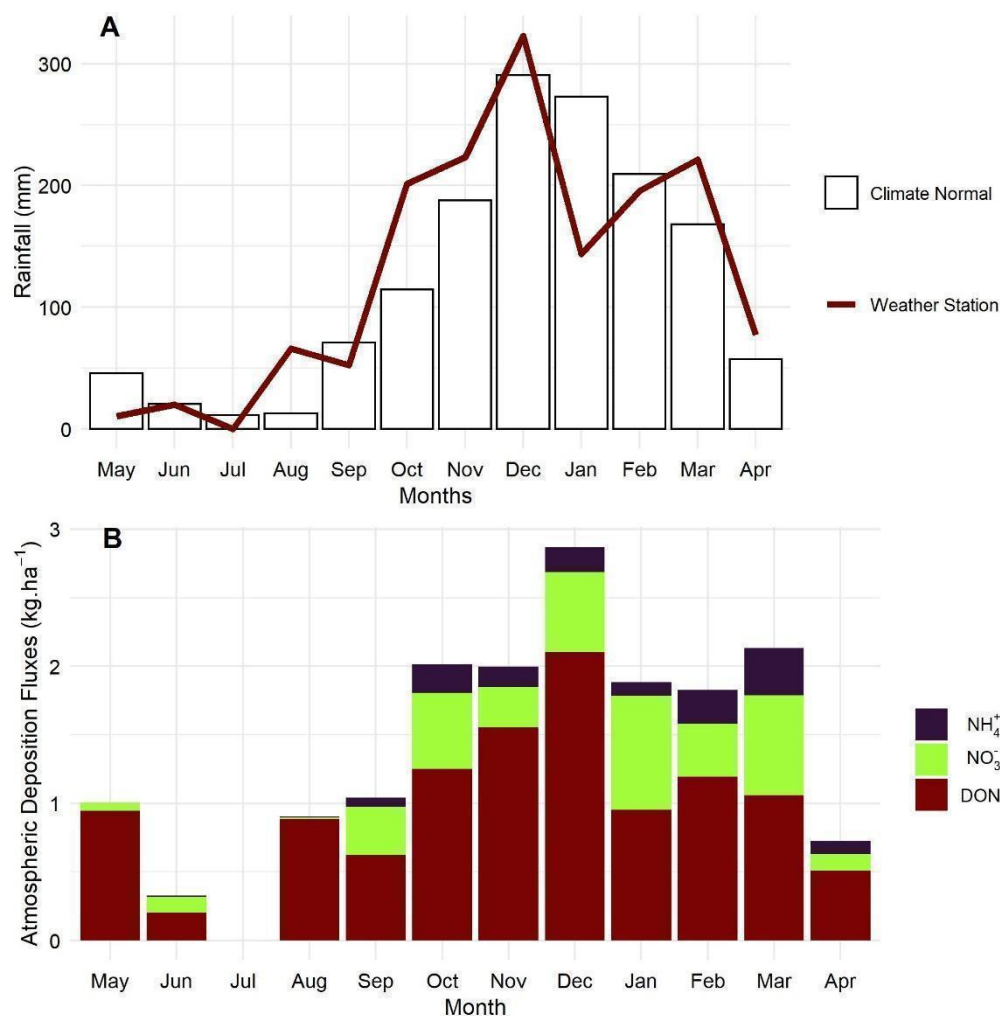 A
300
200
100
0
Rainfall (mm)
May Jun Jul Aug Sep Oct Nov Dec Jan Feb Mar Apr
Months
Climate Normal
Weather Station
B
3
2
1
0
Atmospheric Deposition Fluxes (kg.ha⁻¹)
May Jun Jul Aug Sep Oct Nov Dec Jan Feb Mar Apr
Month
NH₄⁺
NO₃⁻
DON